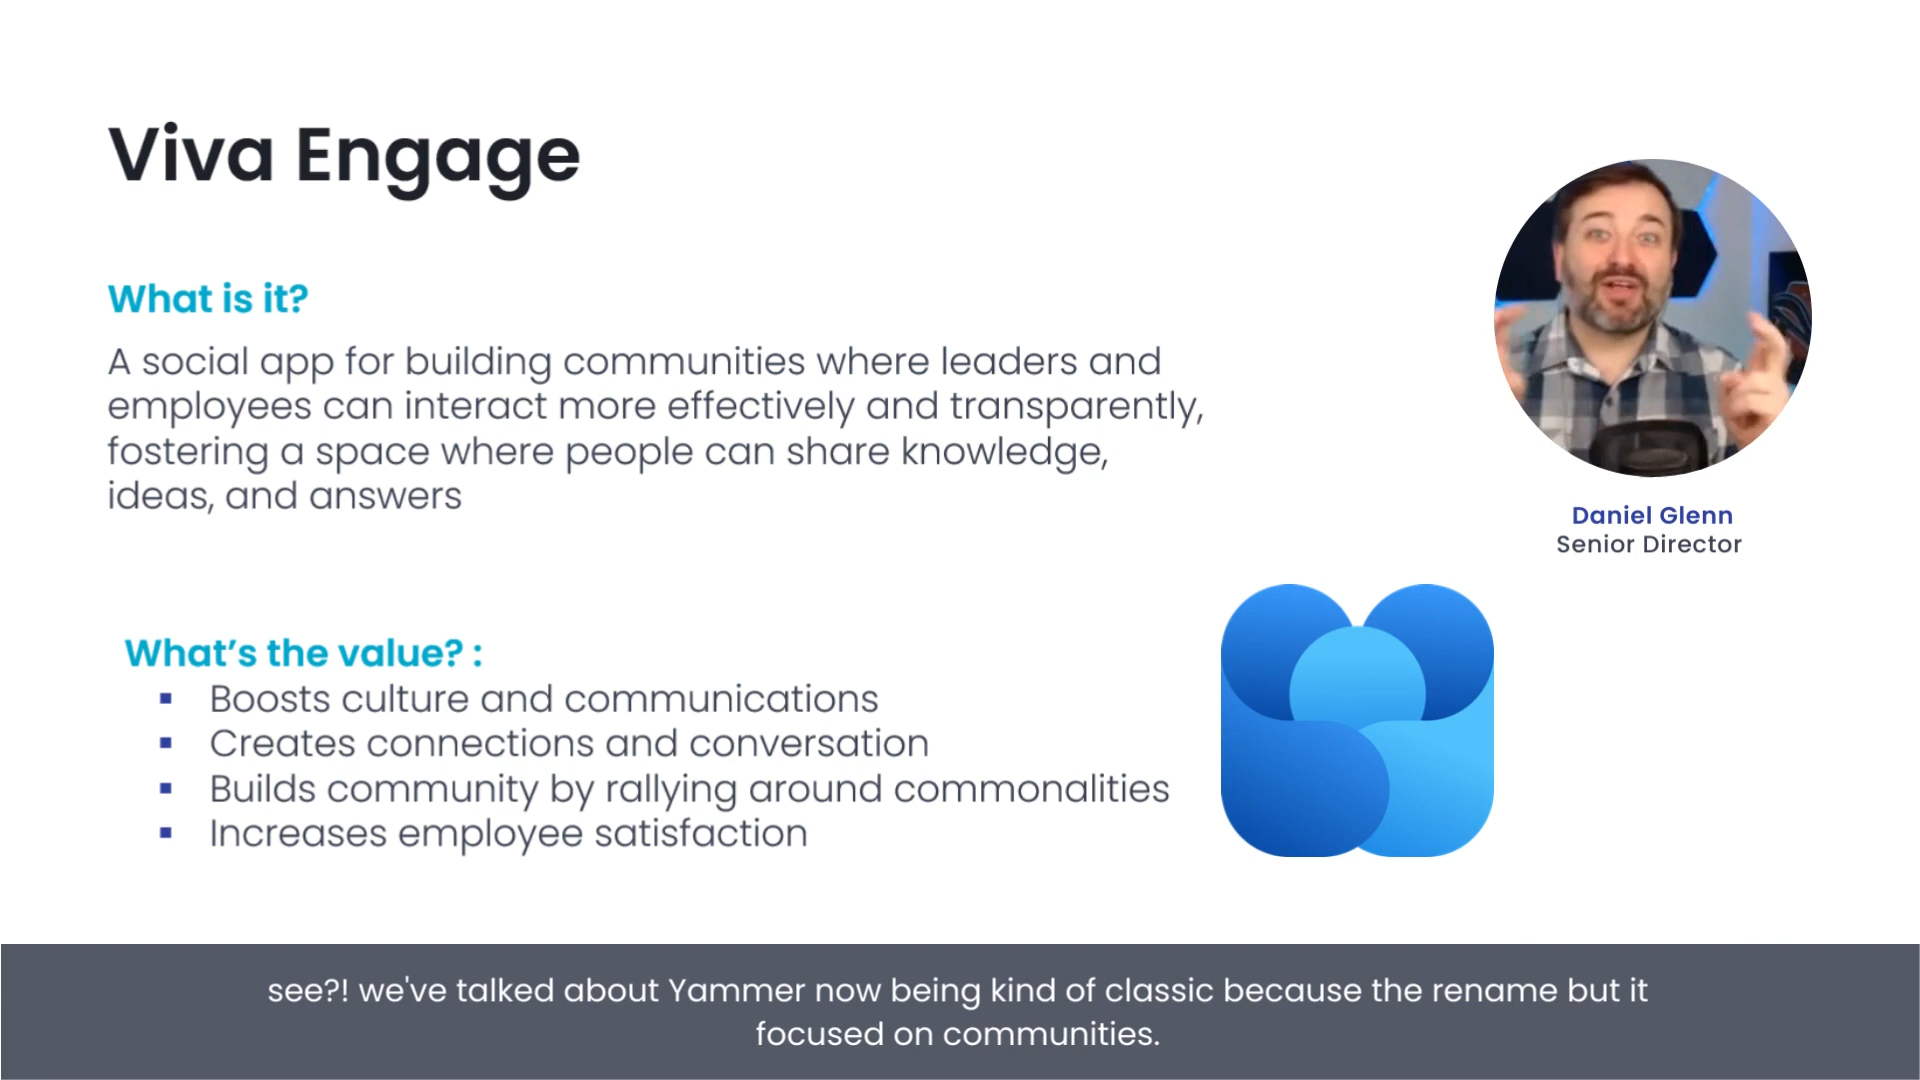 Viva Engage
What is it?
A social app for building communities where leaders and
employees can interact more effectively and transparently,
fostering a space where people can share knowledge,
ideas, and answers
Daniel Glenn
Senior Director
What’s the value? :
▪ Boosts culture and communications
▪ Creates connections and conversation
▪ Builds community by rallying around commonalities
▪ Increases employee satisfaction
see?! we've talked about Yammer now being kind of classic because the rename but it
focused on communities.